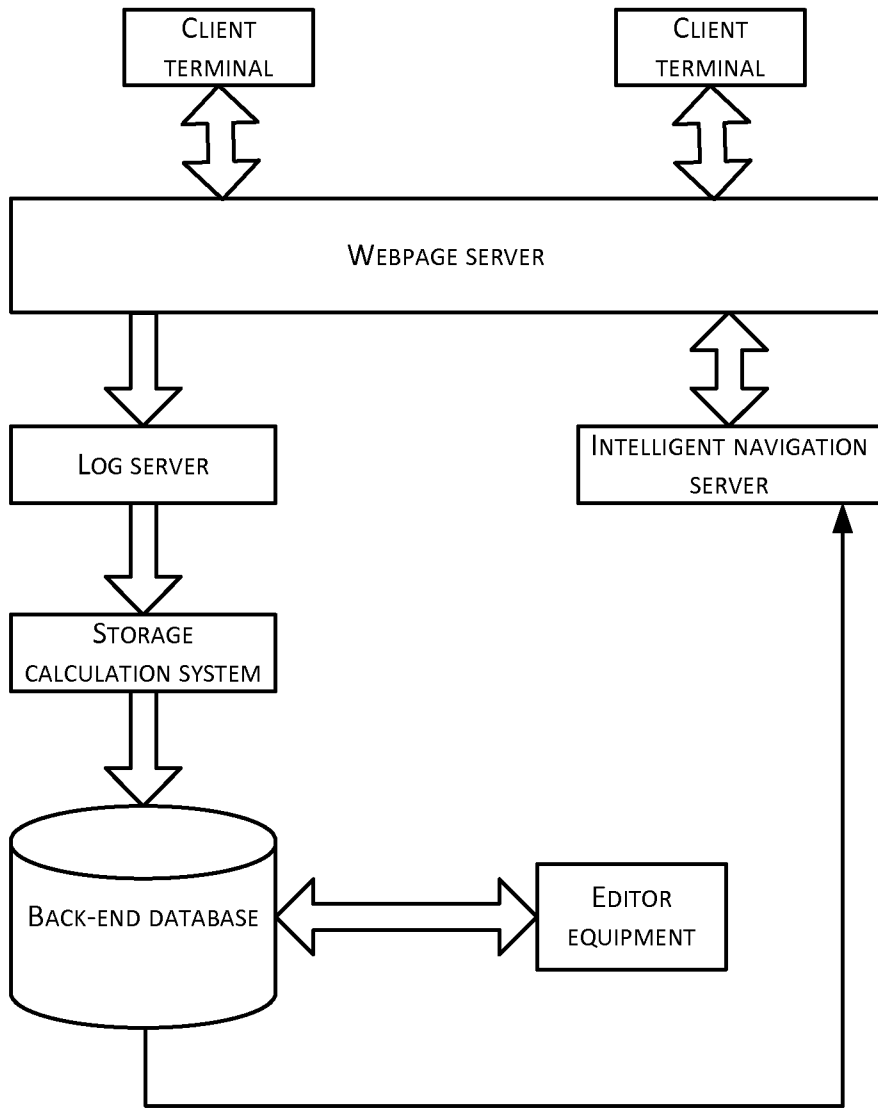 CLIENT
TERMINAL
CLIENT
TERMINAL
WEBPAGE SERVER
LOG SERVER
INTELLIGENT NAVIGATION
SERVER
STORAGE
CALCULATION SYSTEM
BACK-END DATABASE
EDITOR
EQUIPMENT